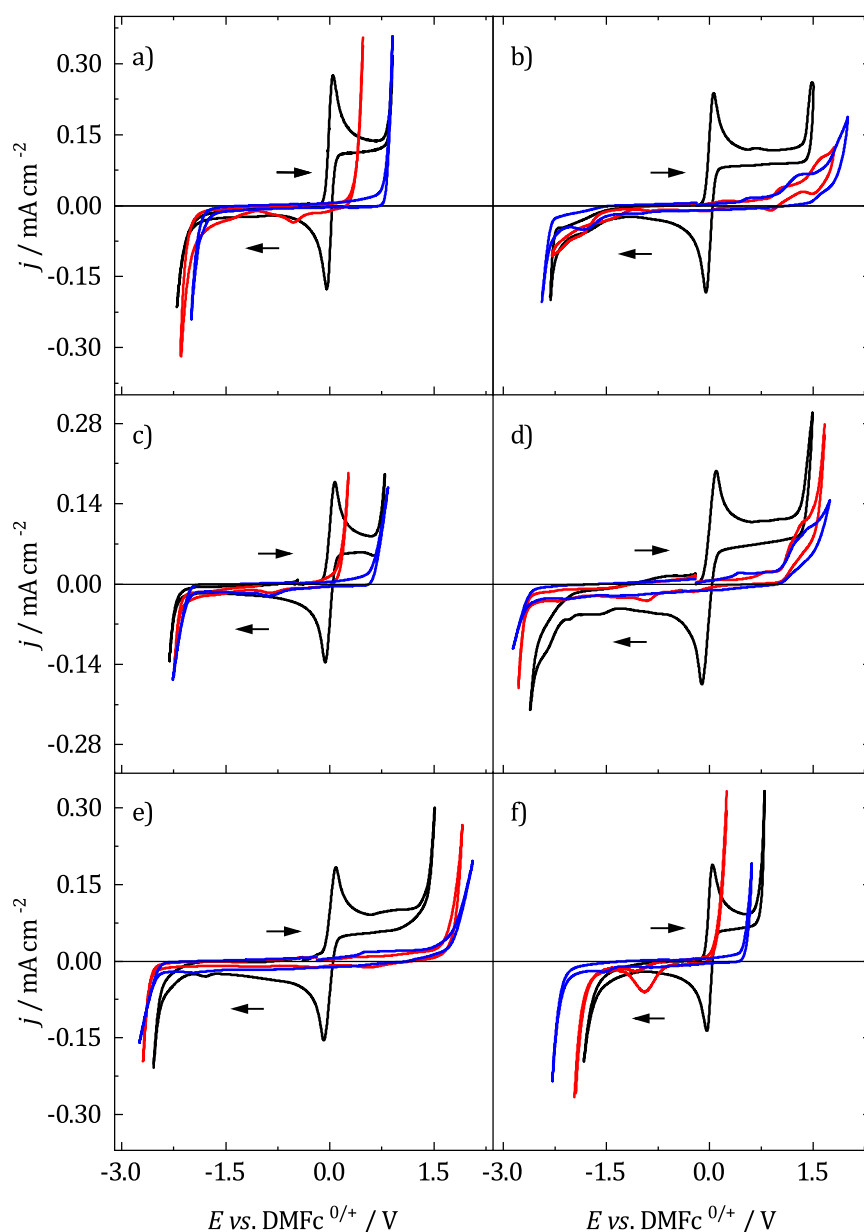 a) b)
0.30
0.15
0.00
-0.15
-0.30
j / mA cm-2
c) d)
0.28
0.14
0.00
-0.14
-0.28
j / mA cm-2
e) f)
0.30
0.15
0.00
-0.15
-0.30
j / mA cm-2
-3.0 -1.5 0.0 1.5 -3.0 -1.5 0.0 1.5
E vs. DMFc 0/+ / V E vs. DMFc 0/+ / V